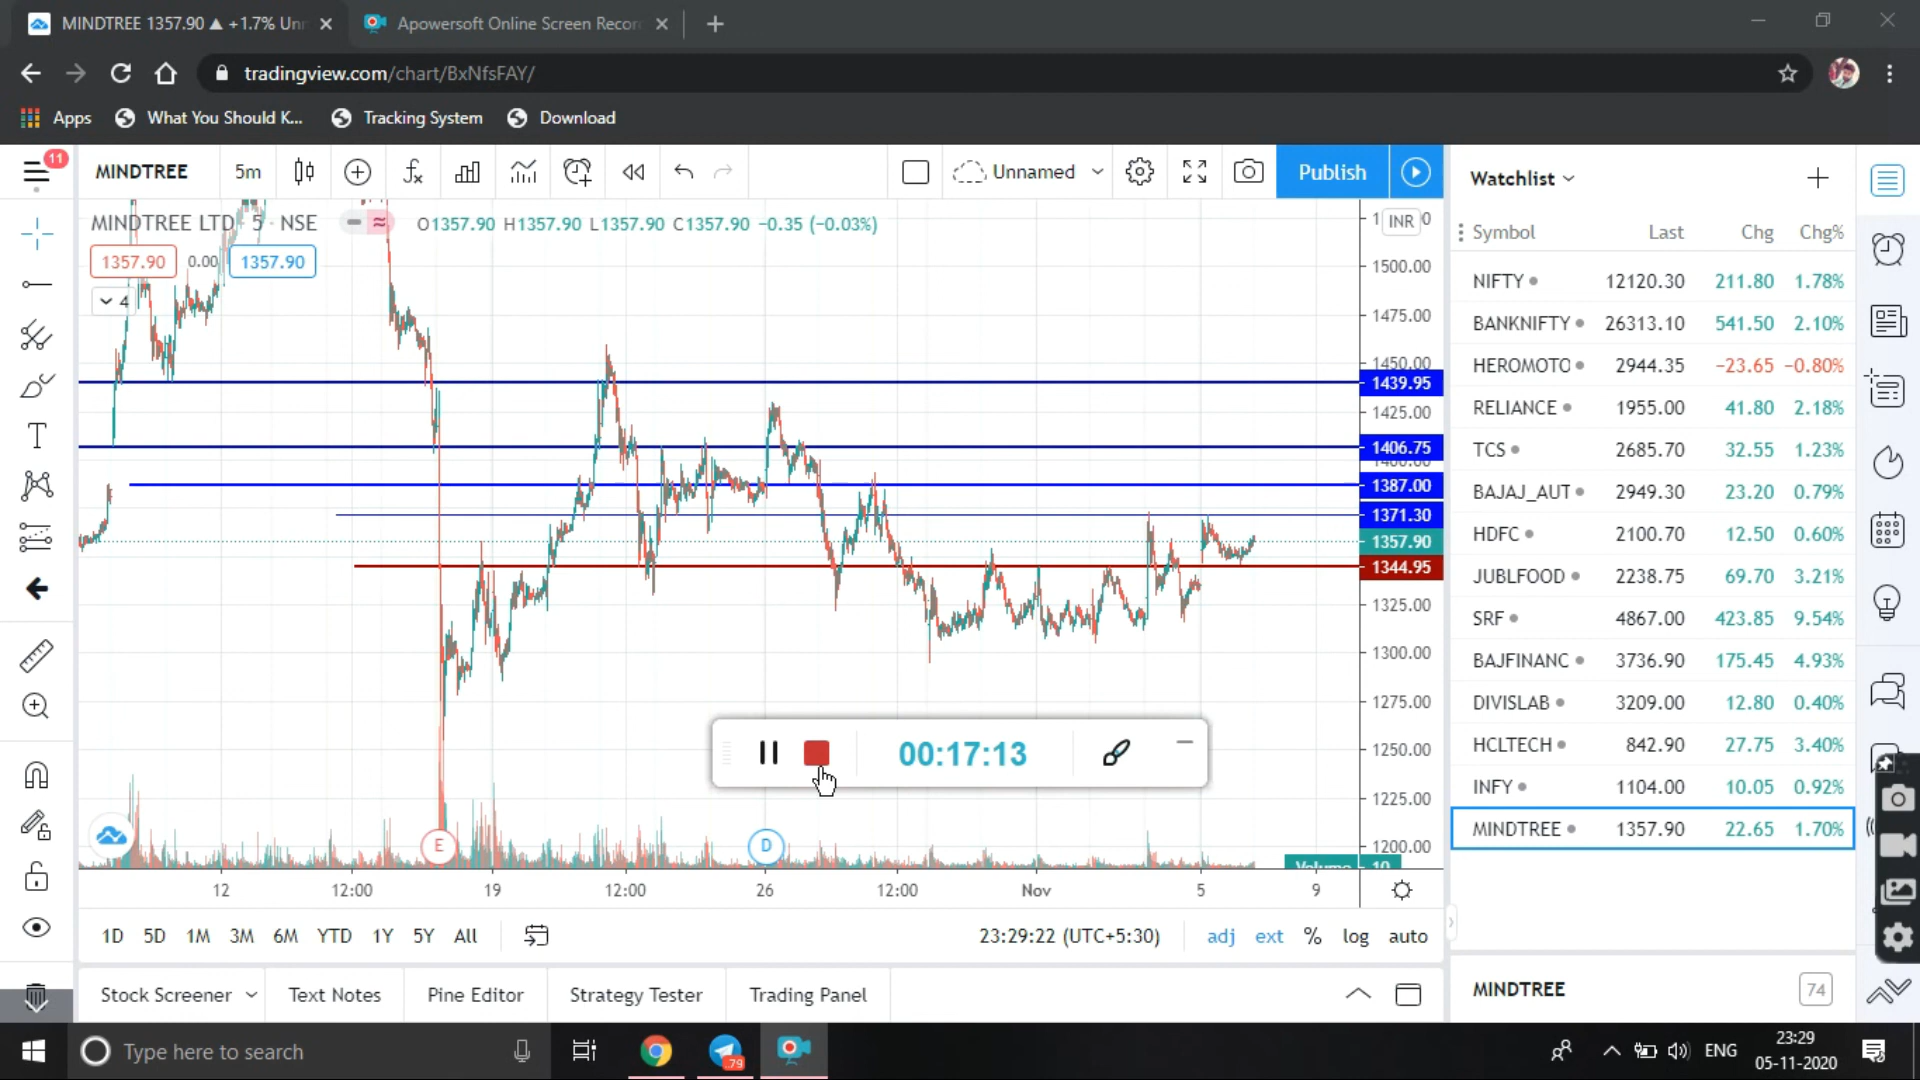 MINDTREE 1357.90 ▲ +1.7% Unn
Apowersoft Online Screen Recor
tradingview.com/chart/BxNfsFAY/
Apps
What You Should K...
Tracking System
Download
11
MINDTREE
5m
Unnamed
Publish
Watchlist
MINDTREE LTD · 5 · NSE
O1357.90 H1357.90 L1357.90 C1357.90 −0.35 (−0.03%)
1357.90
0.00
1357.90
4
INR
1500.00
1475.00
1450.00
1439.95
1425.00
1406.75
1400.00
1387.00
1371.30
1357.90
1344.95
1325.00
1300.00
1275.00
1250.00
1225.00
1200.00
Volume 10
00:17:13
E
D
12
12:00
19
12:00
26
12:00
Nov
5
9
1D 5D 1M 3M 6M YTD 1Y 5Y All
23:29:22 (UTC+5:30)
adj ext % log auto
Stock Screener
Text Notes
Pine Editor
Strategy Tester
Trading Panel
Symbol Last Chg Chg%
NIFTY 12120.30 211.80 1.78%
BANKNIFTY 26313.10 541.50 2.10%
HEROMOTO 2944.35 −23.65 −0.80%
RELIANCE 1955.00 41.80 2.18%
TCS 2685.70 32.55 1.23%
BAJAJ_AUT 2949.30 23.20 0.79%
HDFC 2100.70 12.50 0.60%
JUBLFOOD 2238.75 69.70 3.21%
SRF 4867.00 423.85 9.54%
BAJFINANC 3736.90 175.45 4.93%
DIVISLAB 3209.00 12.80 0.40%
HCLTECH 842.90 27.75 3.40%
INFY 1104.00 10.05 0.92%
MINDTREE 1357.90 22.65 1.70%
MINDTREE
74
Type here to search
79
ENG
23:29
05-11-2020